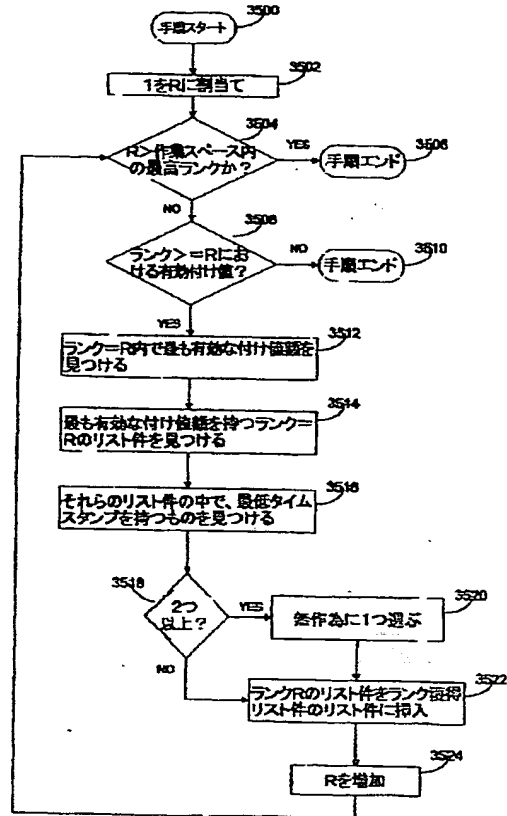 3500
手順スタート
3502
1をRに割当て
3504
R>作業スペース内
の最高ランクか？
YES
3506
手順エンド
NO
3508
ランク>=Rにお
ける有効付け値？
NO
3510
手順エンド
YES
3512
ランク=R内で最も有効な付け値額を
見つける
3514
最も有効な付け値額を持つランク=
Rのリスト件を見つける
3516
それらのリスト件の中で、最低タイム
スタンプを持つものを見つける
3518
2つ
以上？
YES
3520
無作為に1つ選ぶ
NO
3522
ランクRのリスト件をランク獲得
リスト件のリスト件に挿入
3524
Rを増加